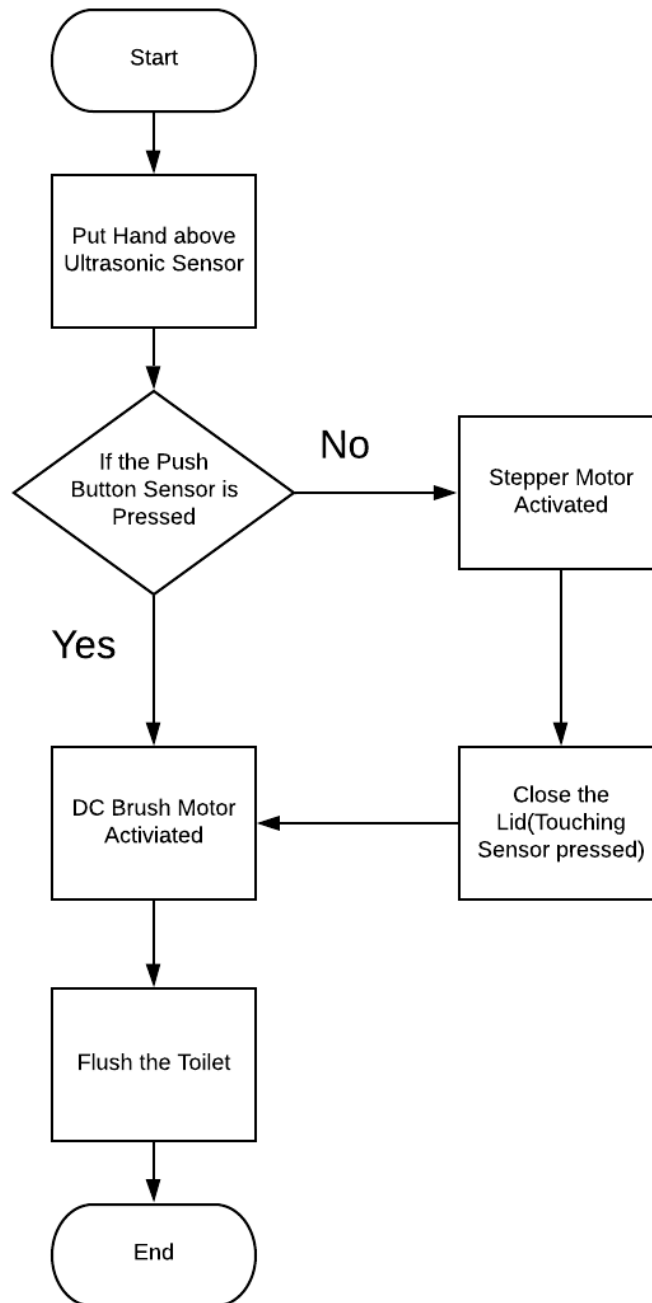 Start
Put Hand above
Ultrasonic Sensor
If the Push
Button Sensor is
Pressed
No
Stepper Motor
Activated
Yes
DC Brush Motor
Activiated
Close the
Lid(Touching
Sensor pressed)
Flush the Toilet
End